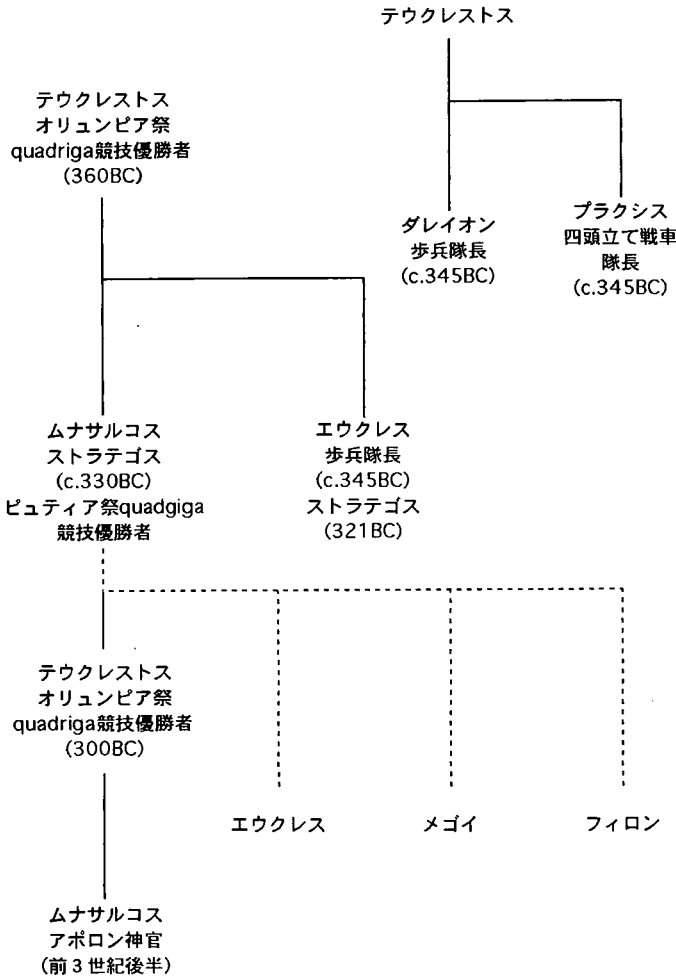 テウクレストス
テウクレストス
オリュンピア祭
quadriga競技優勝者
(360BC)
ダレイオン
歩兵隊長
(c.345BC)
プラクシス
四頭立て戦車
隊長
(c.345BC)
ムナサルコス
ストラテゴス
(c.330BC)
ピュティア祭quadgiga
競技優勝者
エウクレス
歩兵隊長
(c.345BC)
ストラテゴス
(321BC)
テウクレストス
オリュンピア祭
quadriga競技優勝者
(300BC)
エウクレス
メゴイ
フィロン
ムナサルコス
アポロン神官
(前3世紀後半)